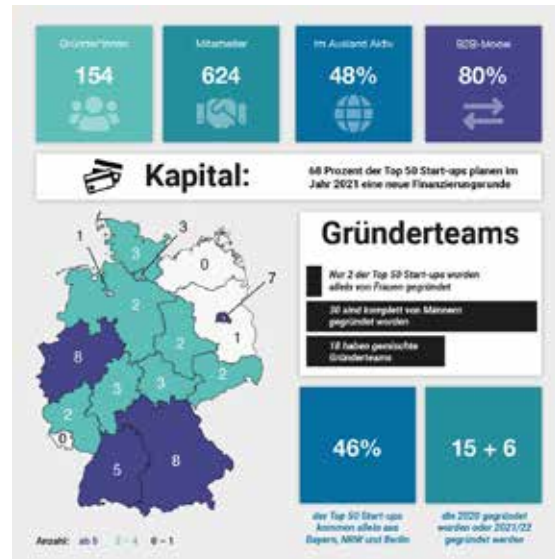 Gründer*innen
154
Mitarbeiter
624
Im Ausland Aktiv
48%
B2B-Modell
80%
Kapital:
68 Prozent der Top 50 Start-ups planen im
Jahr 2021 eine neue Finanzierungsrunde
1
3
3
0
7
2
1
2
8
2
3
3
2
0
5
8
Anzahl: ab 5 2 - 4 0 - 1
Gründerteams
Nur 2 der Top 50 Start-ups wurden
allein von Frauen gegründet
30 sind komplett von Männern
gegründet worden
18 haben gemischte
Gründerteams
46%
der Top 50 Start-ups
kommen allein aus
Bayern, NRW und Berlin
15 + 6
die 2020 gegründet
wurden oder 2021/22
gegründet werden